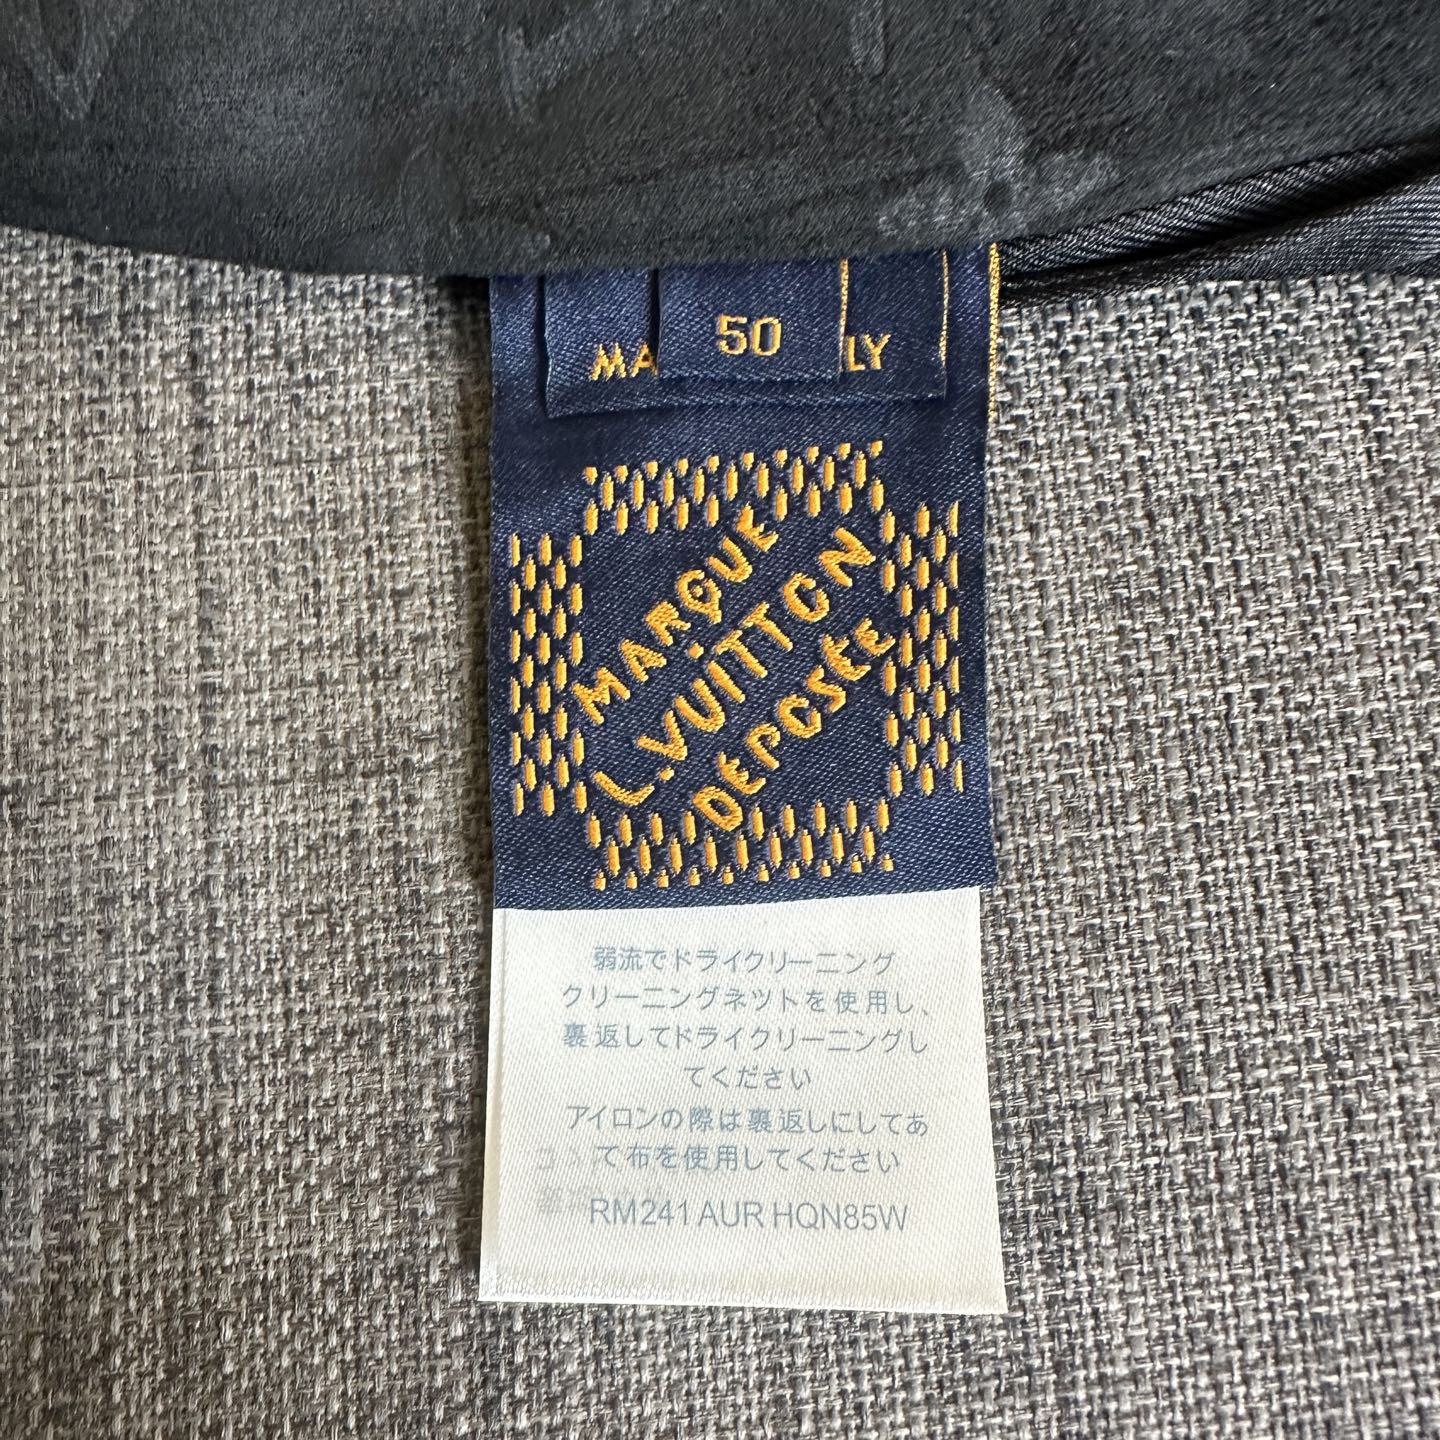 50
MA LY
MARQUE
L.VUITTON
DÉPOSÉE
弱流でドライクリーニング
クリーニングネツトを使用し、
裏返してドライクリーニングし
てください
アイロンの際は裏返しにしてあ
て布を使用してください
RM241 AUR HQN85W